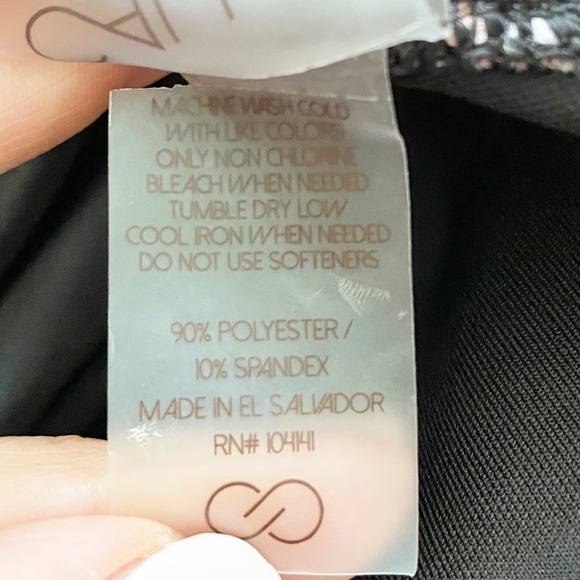 MACHINE WASH COLD
WITH LIKE COLORS
ONLY NON CHLORINE
BLEACH WHEN NEEDED
TUMBLE DRY LOW
COOL IRON WHEN NEEDED
DO NOT USE SOFTENERS
90% POLYESTER /
10% SPANDEX
MADE IN EL SALVADOR
RN# 104141